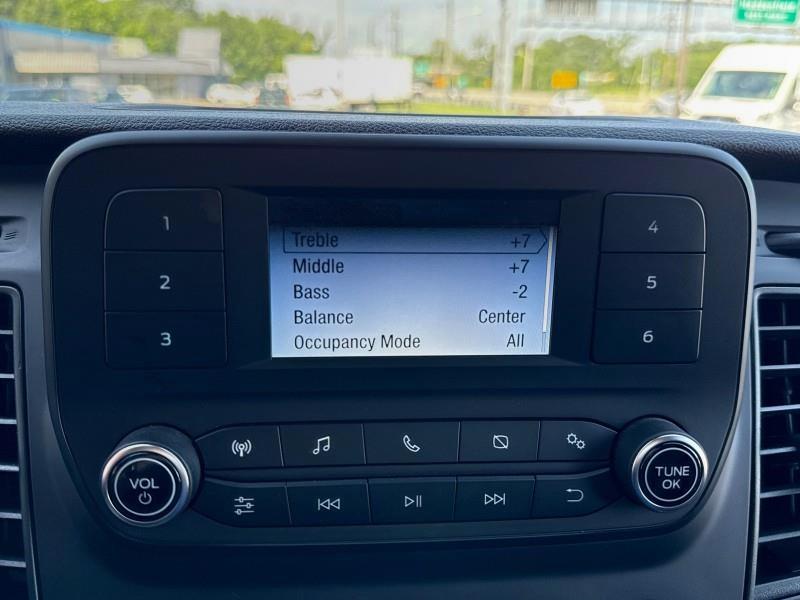 1
2
3
Treble +7
Middle +7
Bass -2
Balance Center
Occupancy Mode All
4
5
6
VOL
TUNE
OK